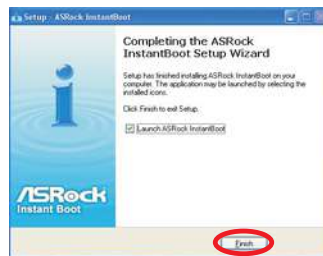 Setup - ASRock InstantBoot
Completing the ASRock
InstantBoot Setup Wizard
Setup has finished installing ASRock InstantBoot on your
computer. The application may be launched by selecting the
installed icons.
Click Finish to exit Setup.
Launch ASRock InstantBoot
ASRock
Instant Boot
Finish